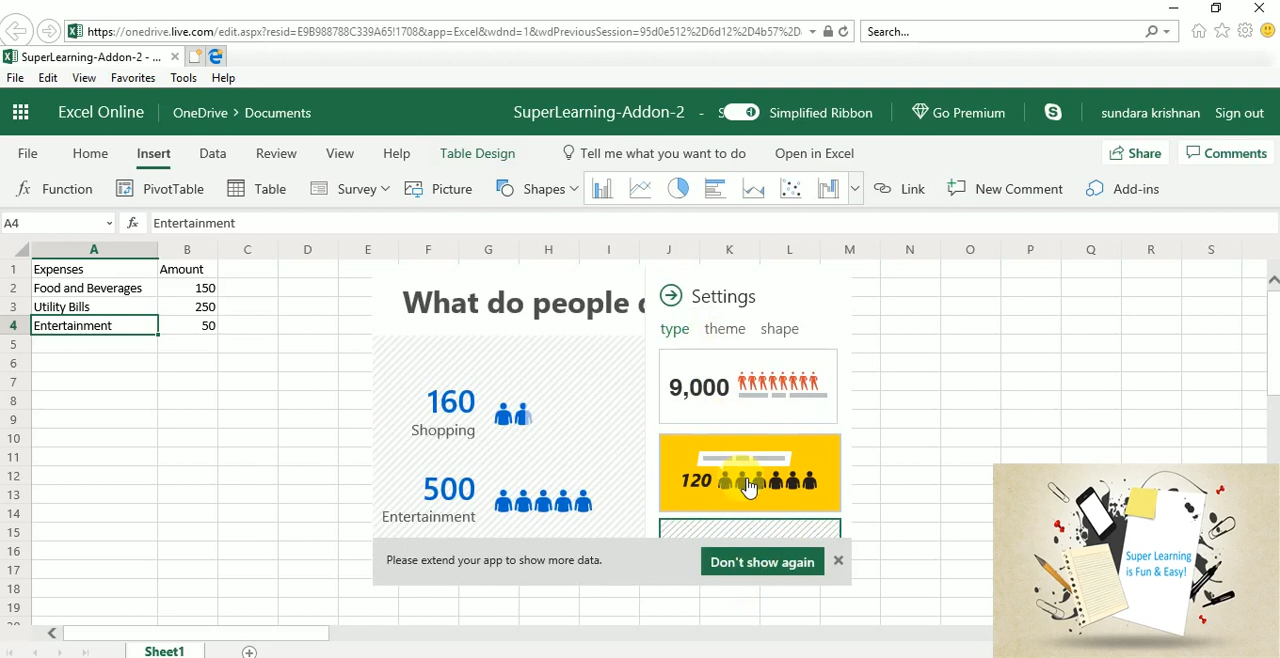 https://onedrive.live.com/edit.aspx?resid=E9B988788C339A65!1708&app=Excel&wdnd=1&wdPreviousSession=95d0e512%2D6d12%2D4b57%2D
Search...
SuperLearning-Addon-2 - ...
File Edit View Favorites Tools Help
Excel Online OneDrive > Documents SuperLearning-Addon-2 - S Simplified Ribbon Go Premium sundara krishnan Sign out
File Home Insert Data Review View Help Table Design Tell me what you want to do Open in Excel Share Comments
fx Function PivotTable Table Survey Picture Shapes Link New Comment Add-ins
A4 fx Entertainment
A B C D E F G H I J K L M N O P Q R S
1 Expenses Amount
2 Food and Beverages 150
3 Utility Bills 250
4 Entertainment 50
5
6
7
8
9
10
11
12
13
14
15
16
17
18
19
What do people
Settings
type theme shape
9,000
160
Shopping
120
500
Entertainment
Please extend your app to show more data. Don't show again
Super Learning
is Fun & Easy!
Sheet1